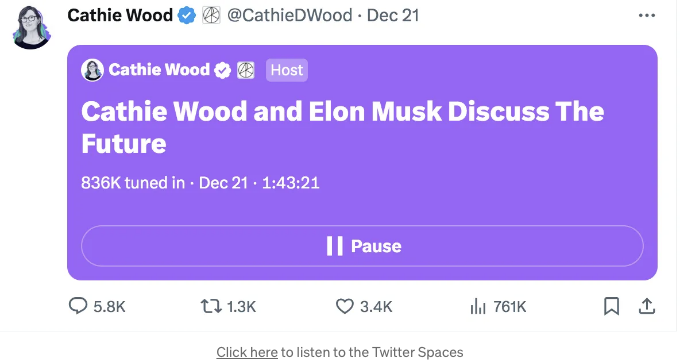 Cathie Wood @CathieDWood · Dec 21
Cathie Wood Host
Cathie Wood and Elon Musk Discuss The
Future
836K tuned in · Dec 21 · 1:43:21
Pause
5.8K 1.3K 3.4K 761K
Click here to listen to the Twitter Spaces